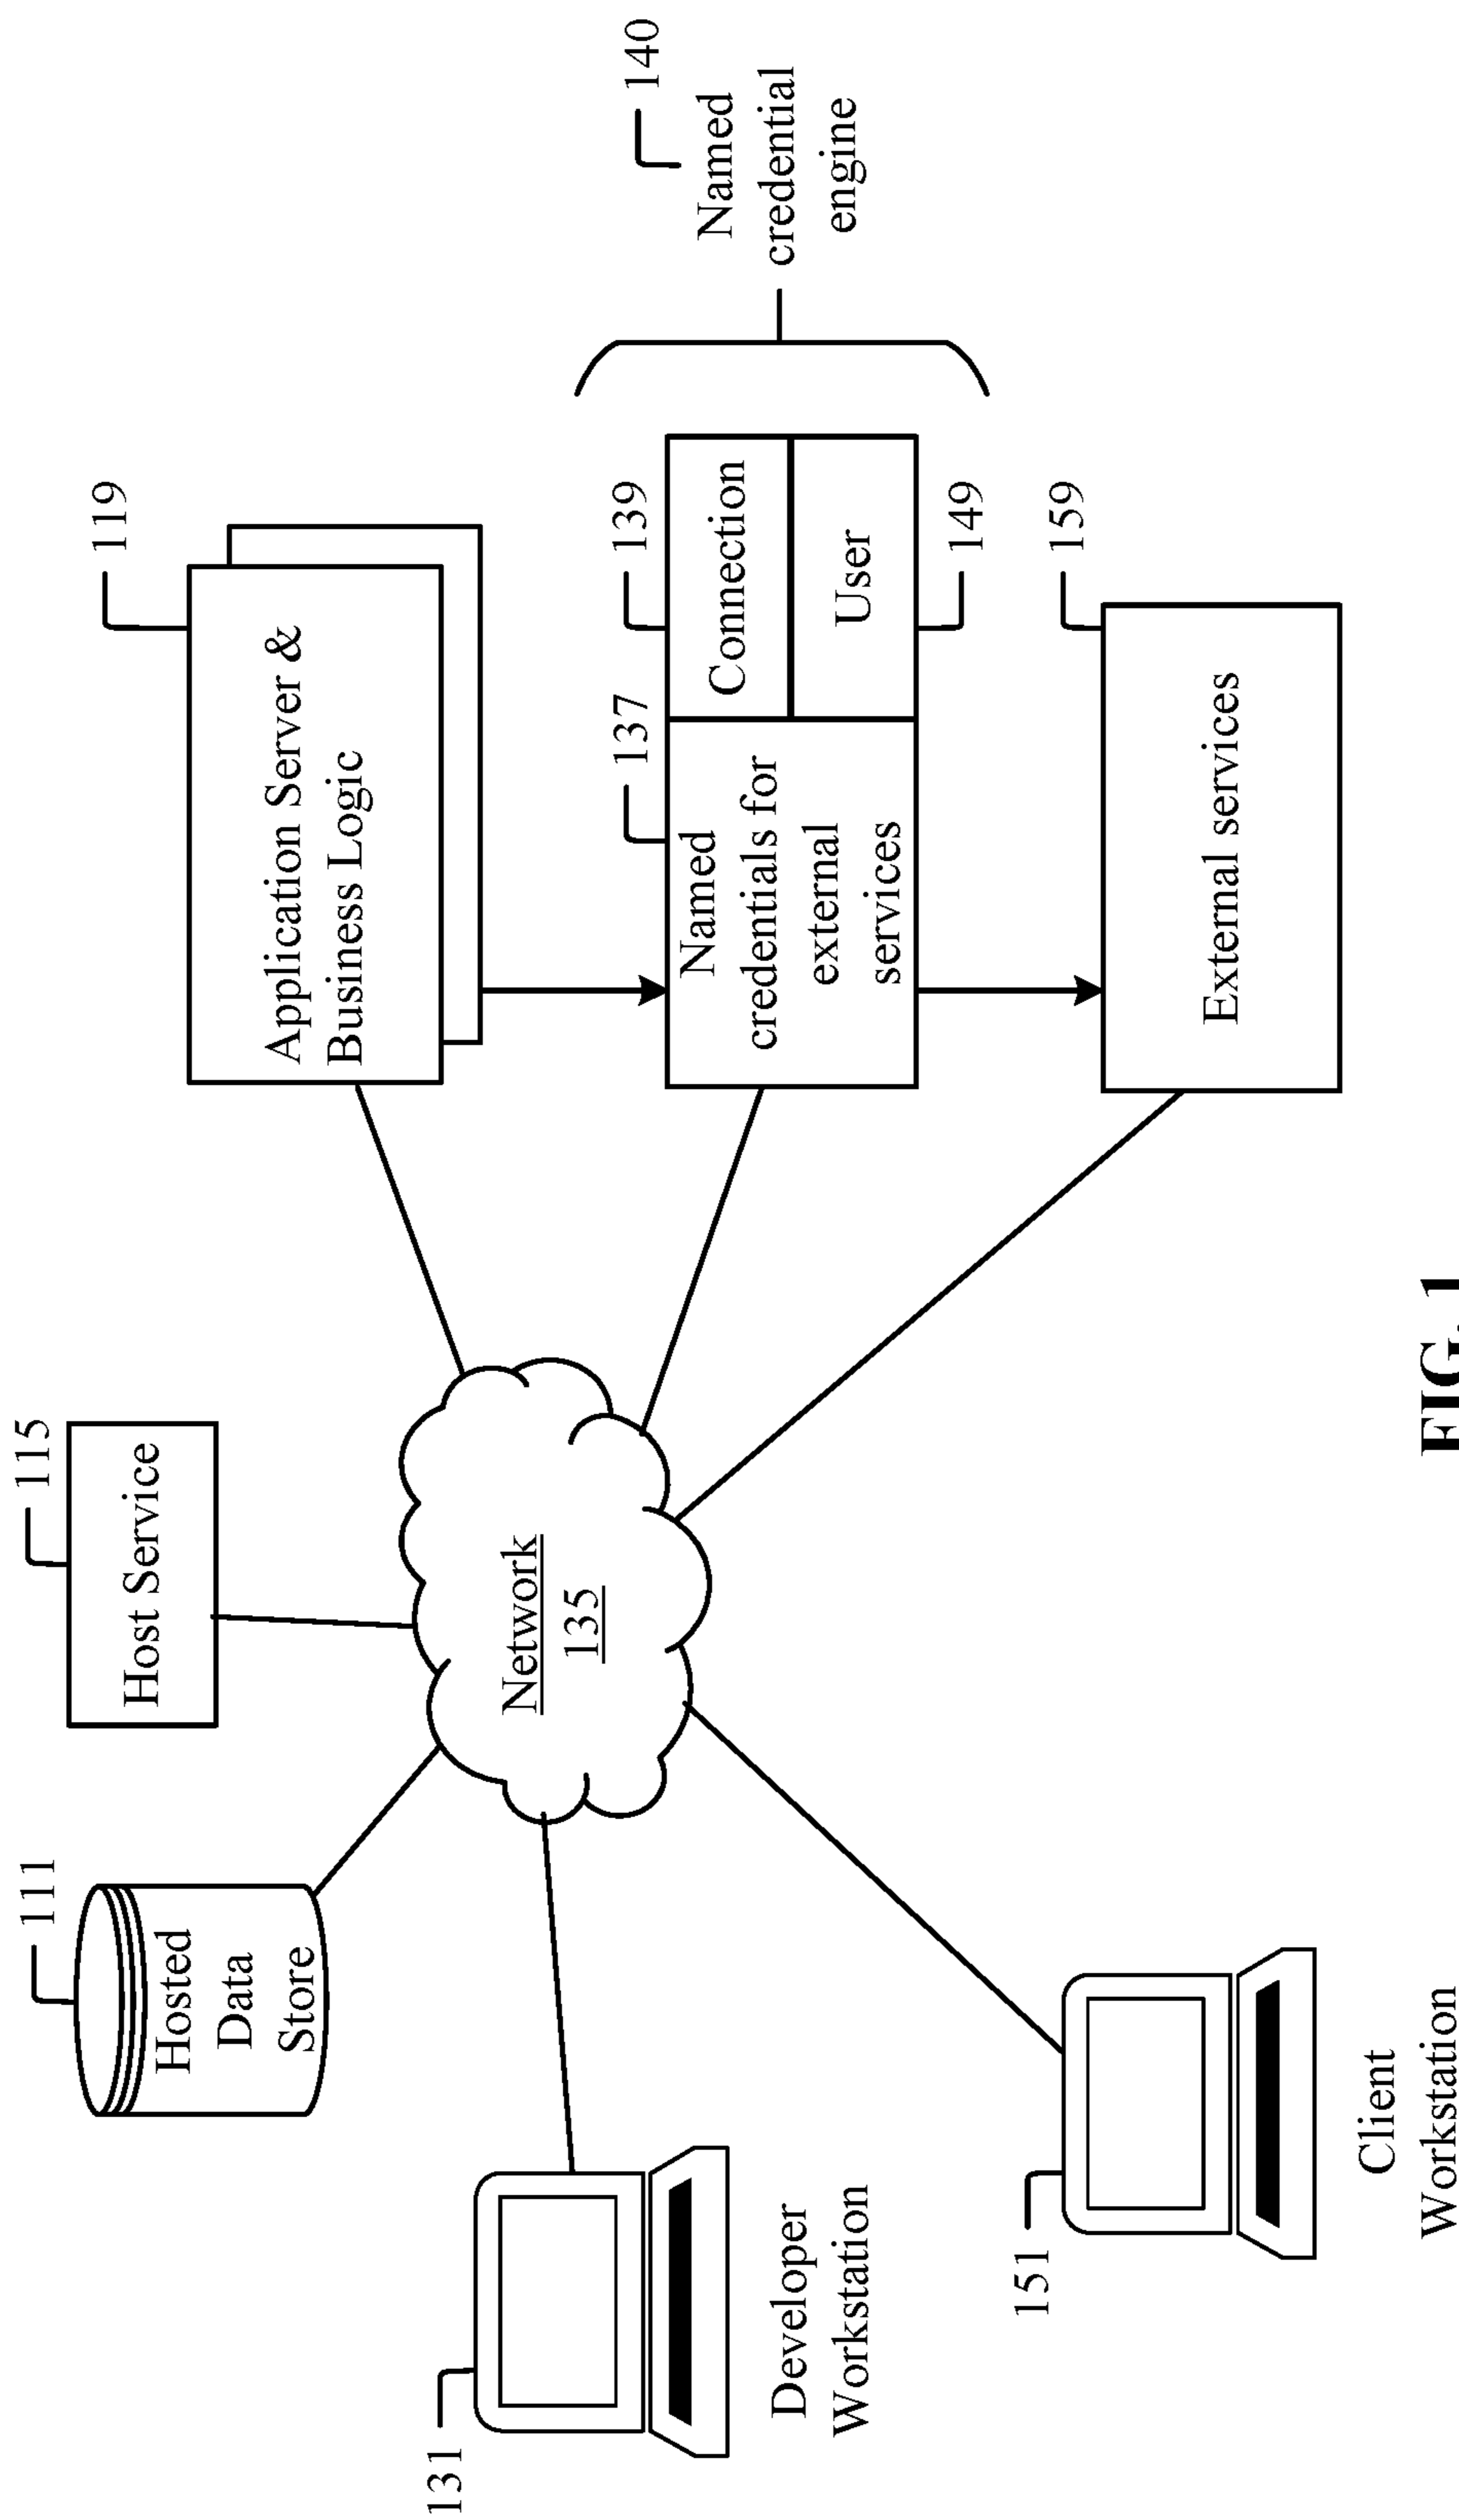 111
Hosted
Data
Store
115
Host Service
119
Application Server &
Business Logic
131
Developer
Workstation
Network
135
137
Named
credentials for
external
services
139
Connection
User
149
140
Named
credential
engine
151
Client
Workstation
159
External services
FIG. 1